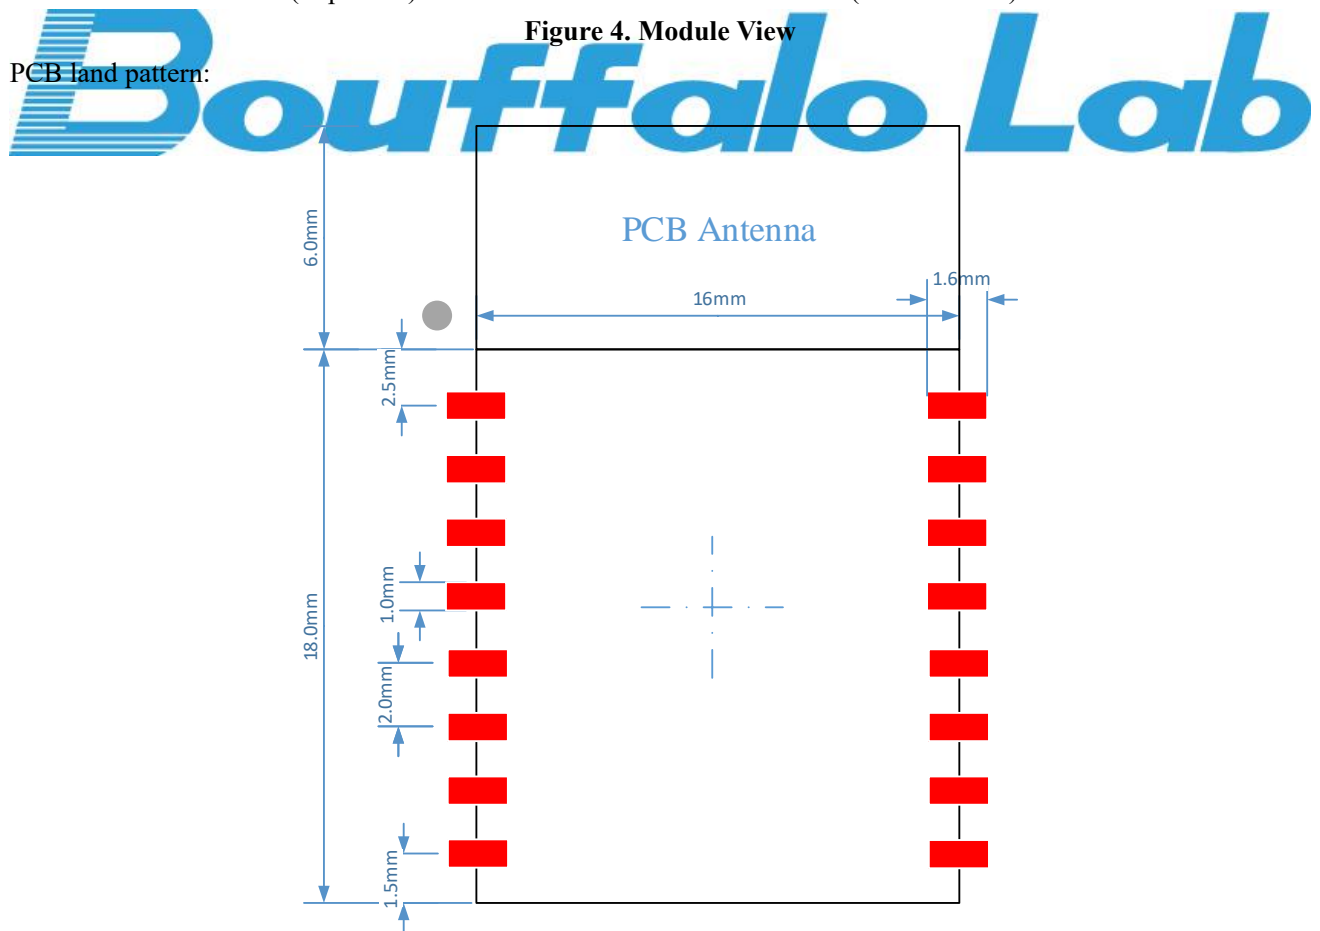 Figure 4. Module View
Bouffalo Lab
PCB land pattern:
PCB Antenna
6.0mm
1.6mm
16mm
2.5mm
1.0mm
18.0mm
2.0mm
1.5mm